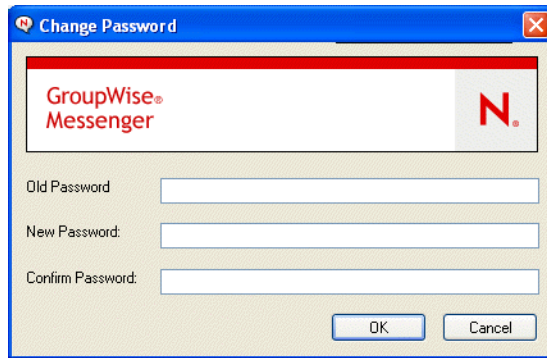 Change Password
GroupWise®
Messenger
N®
Old Password
New Password:
Confirm Password:
OK
Cancel